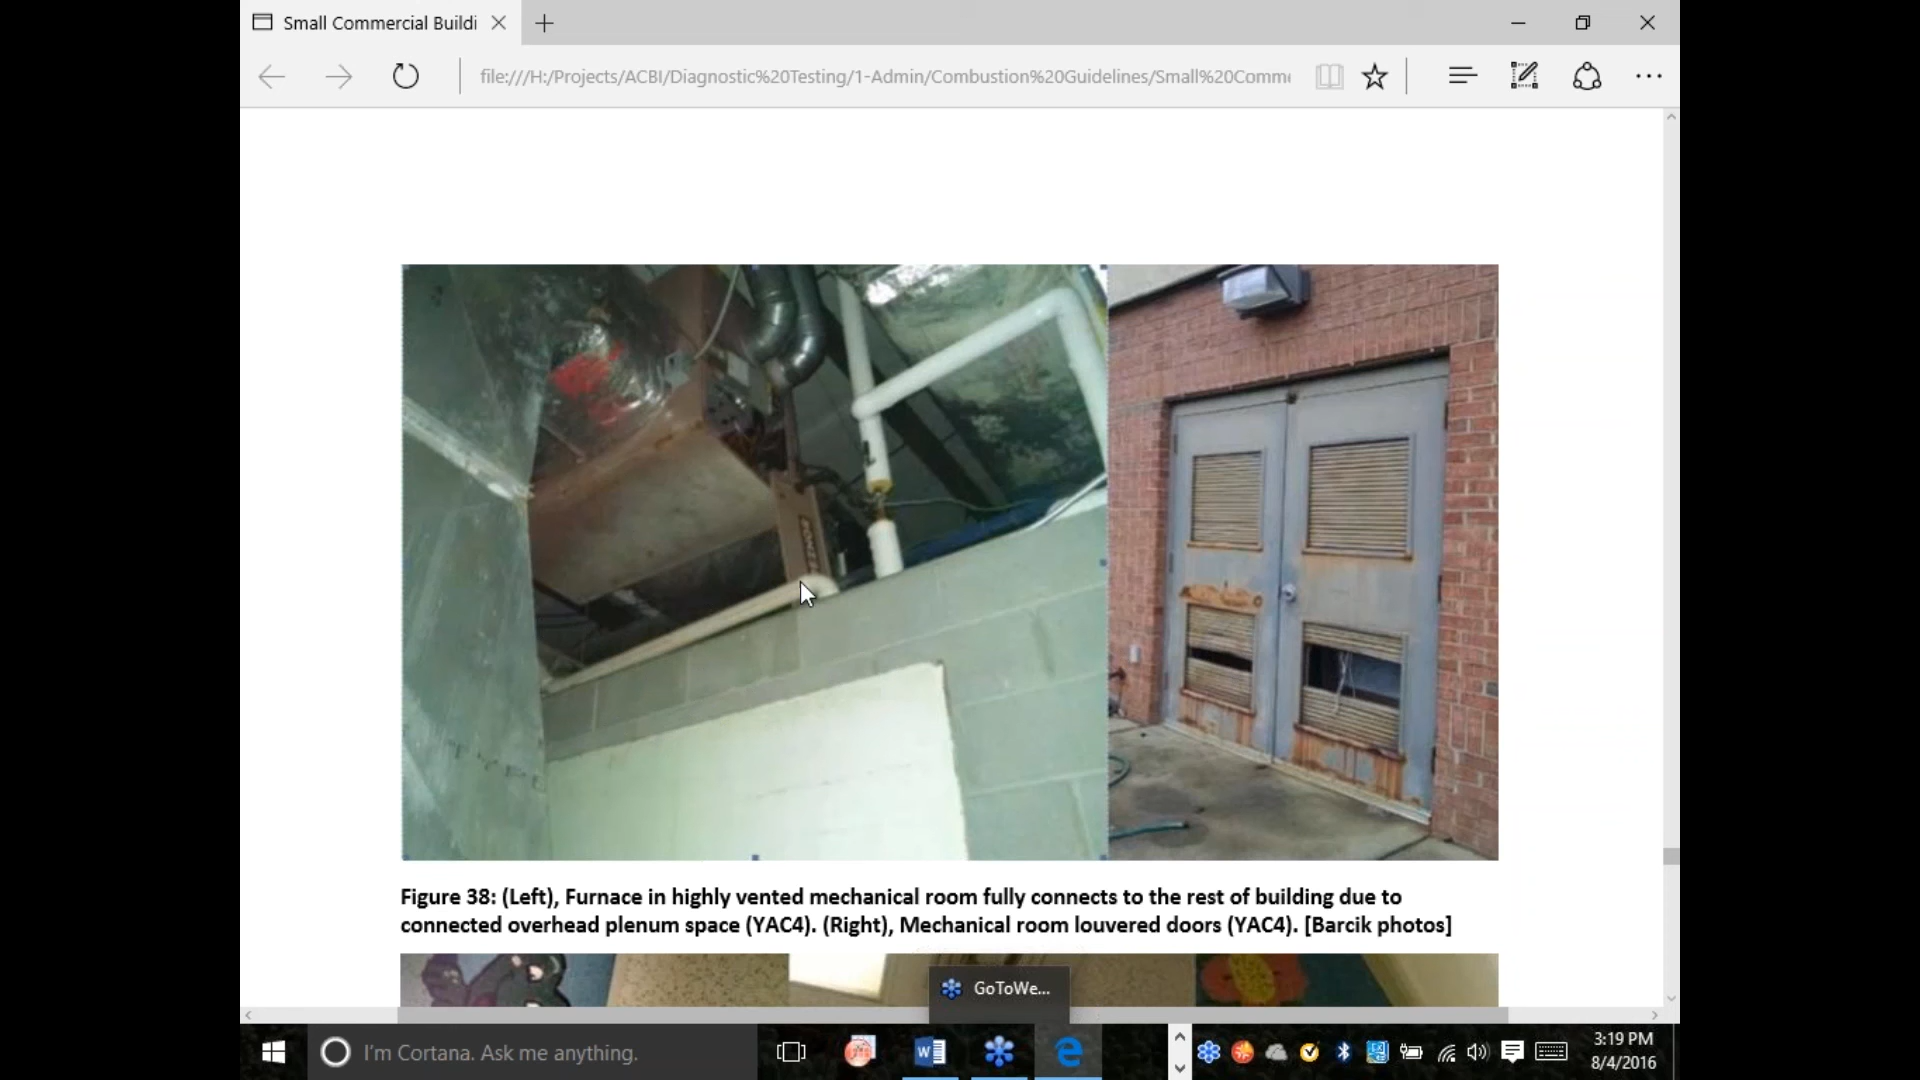 Small Commercial Buildi
file:///H:/Projects/ACBI/Diagnostic%20Testing/1-Admin/Combustion%20Guidelines/Small%20Comm
Figure 38: (Left), Furnace in highly vented mechanical room fully connects to the rest of building due to
connected overhead plenum space (YAC4). (Right), Mechanical room louvered doors (YAC4). [Barcik photos]
GoToWe...
I'm Cortana. Ask me anything.
3:19 PM
8/4/2016